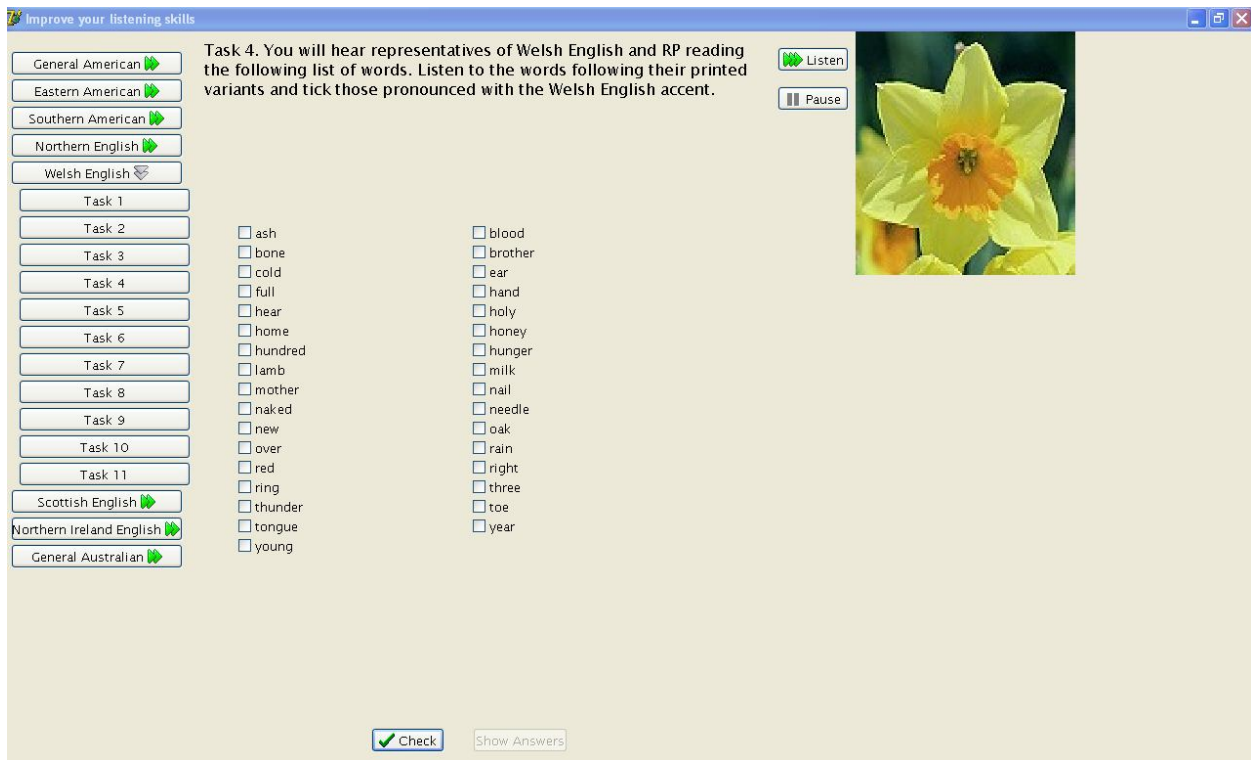 Improve your listening skills
General American
Eastern American
Southern American
Northern English
Welsh English
Task 1
Task 2
Task 3
Task 4
Task 5
Task 6
Task 7
Task 8
Task 9
Task 10
Task 11
Scottish English
Northern Ireland English
General Australian
Task 4. You will hear representatives of Welsh English and RP reading
the following list of words. Listen to the words following their printed
variants and tick those pronounced with the Welsh English accent.
Listen
Pause
ash
bone
cold
full
hear
home
hundred
lamb
mother
naked
new
over
red
ring
thunder
tongue
young
blood
brother
ear
hand
holy
honey
hunger
milk
nail
needle
oak
rain
right
three
toe
year
Check
Show Answers